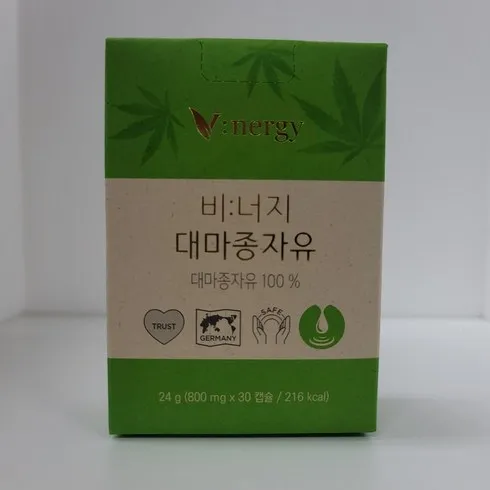 V:nergy
비:너지
대마종자유
대마종자유 100 %
TRUST
GERMANY
SAFE
24 g (800 mg x 30 캡슐 / 216 kcal)